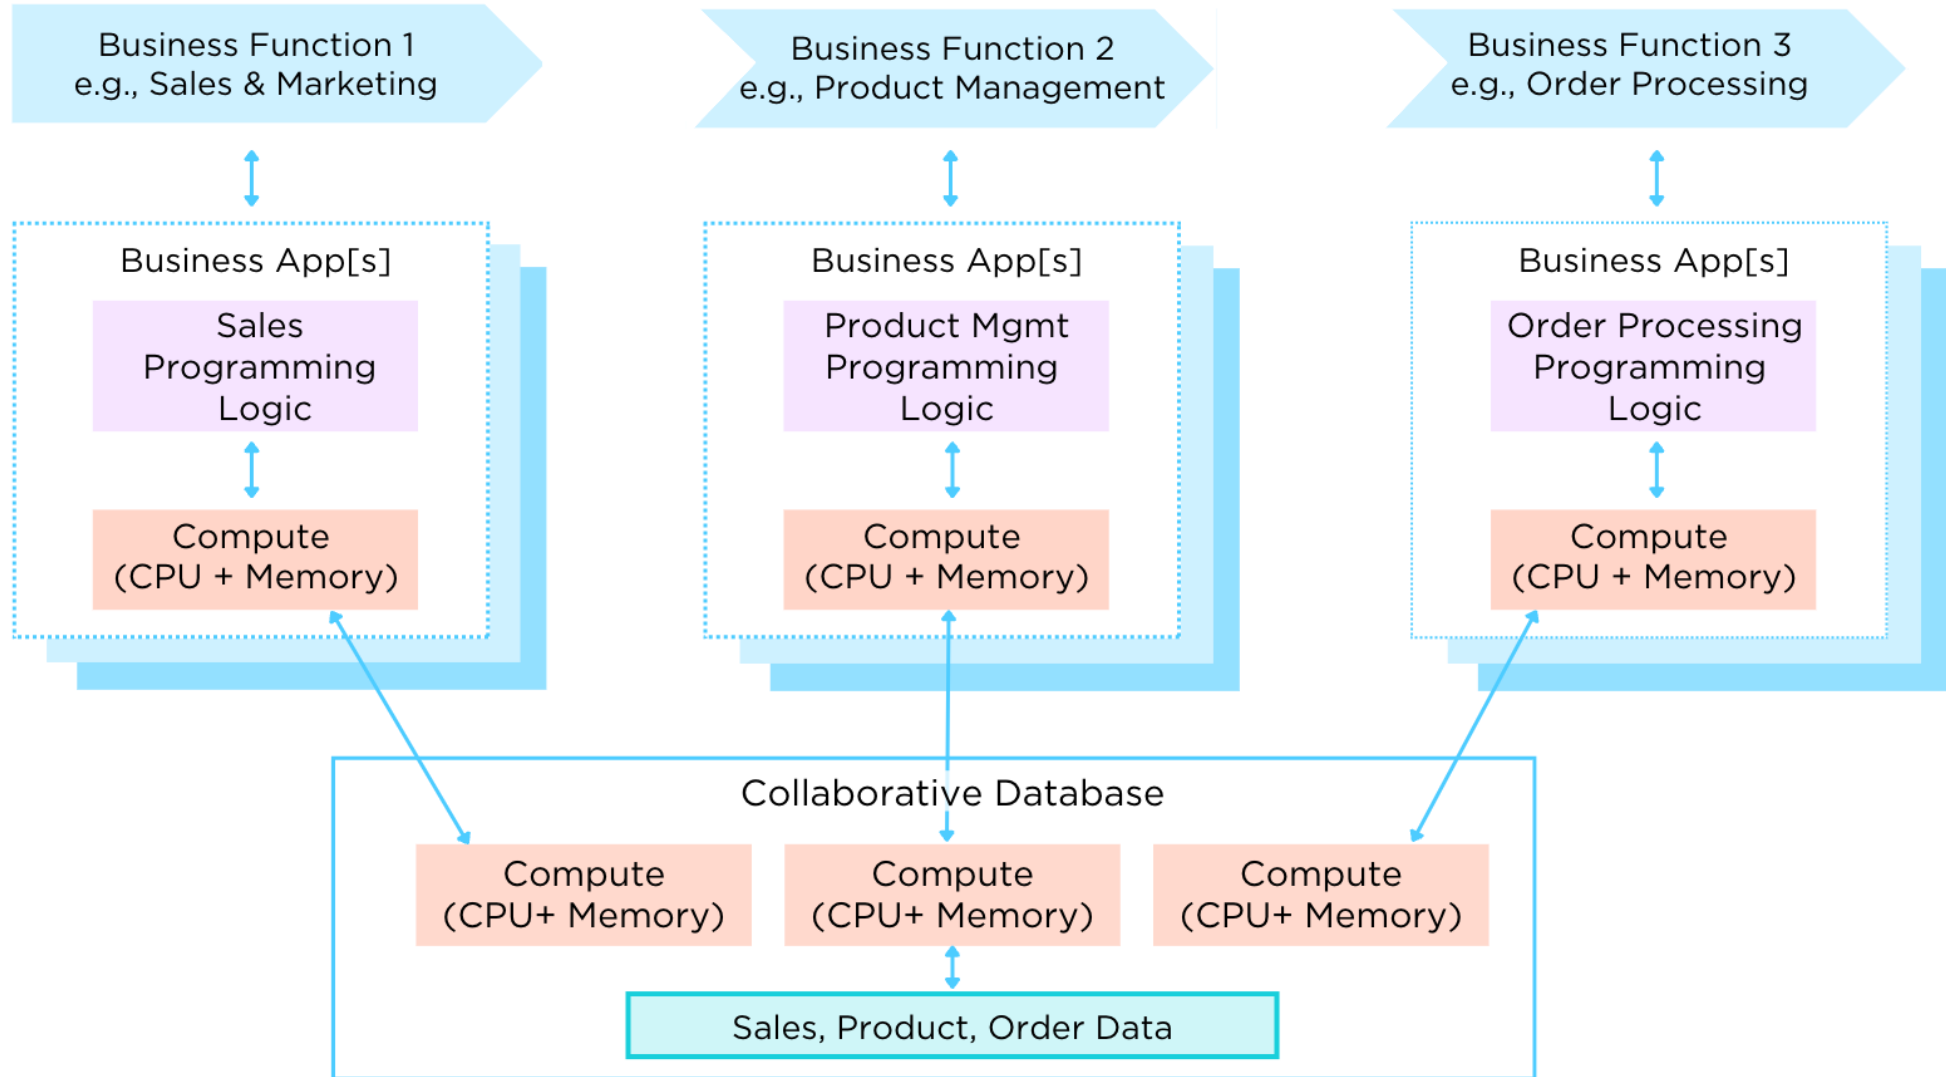 Business Function 1
e.g., Sales & Marketing
Business Function 2
e.g., Product Management
Business Function 3
e.g., Order Processing
Business App[s]
Sales
Programming
Logic
Compute
(CPU + Memory)
Business App[s]
Product Mgmt
Programming
Logic
Compute
(CPU + Memory)
Business App[s]
Order Processing
Programming
Logic
Compute
(CPU + Memory)
Collaborative Database
Compute
(CPU+ Memory)
Compute
(CPU+ Memory)
Compute
(CPU+ Memory)
Sales, Product, Order Data